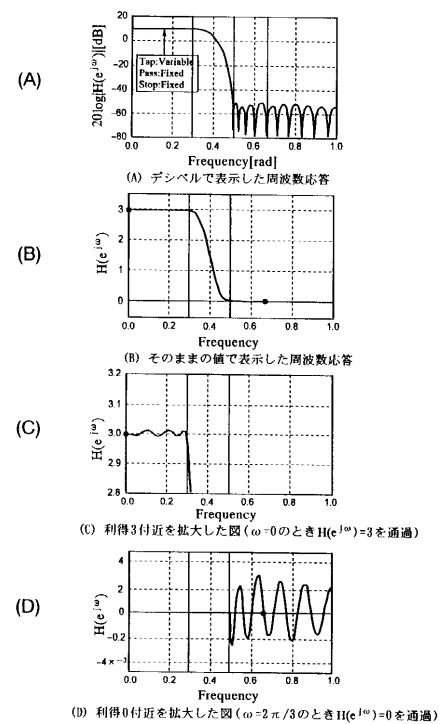 (A)
20log|H(e^jω)|[dB]
20
0
-20
-40
-60
-80
Tap:Variable
Pass:Fixed
Stop:Fixed
0.0 0.2 0.4 0.6 0.8 1.0
Frequency[rad]
(A) デシベルで表示した周波数応答
(B)
H(e^jω)
3
2
1
0
0.0 0.2 0.4 0.6 0.8 1.0
Frequency
(B) そのままの値で表示した周波数応答
(C)
H(e^jω)
3.2
3.1
3.0
2.9
2.8
0.0 0.2 0.4 0.6 0.8 1.0
Frequency
(C) 利得3付近を拡大した図(ω=0のときH(e^jω)=3を通過)
(D)
H(e^jω)
4
2
0
-0.2
-4×⁻³
0.0 0.2 0.4 0.6 0.8 1.0
Frequency
(D) 利得0付近を拡大した図(ω=2π/3のときH(e^jω)=0を通過)